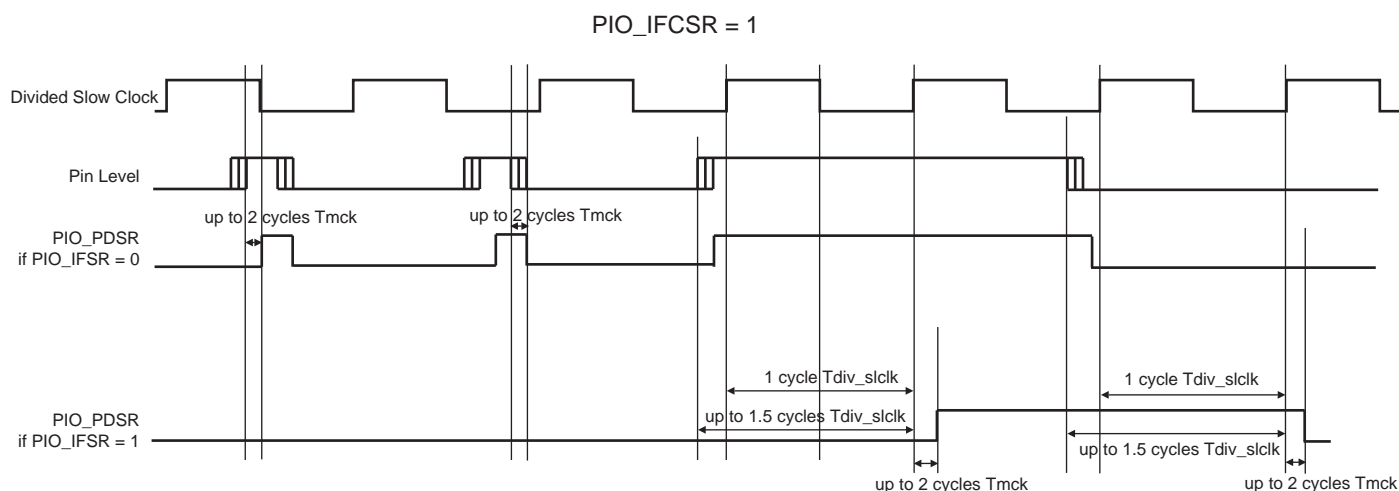 PIO_IFCSR = 1
Divided Slow Clock
Pin Level
up to 2 cycles Tmck
up to 2 cycles Tmck
PIO_PDSR
if PIO_IFSR = 0
1 cycle Tdiv_slclk
1 cycle Tdiv_slclk
PIO_PDSR
if PIO_IFSR = 1
up to 1.5 cycles Tdiv_slclk
up to 1.5 cycles Tdiv_slclk
up to 2 cycles Tmck
up to 2 cycles Tmck